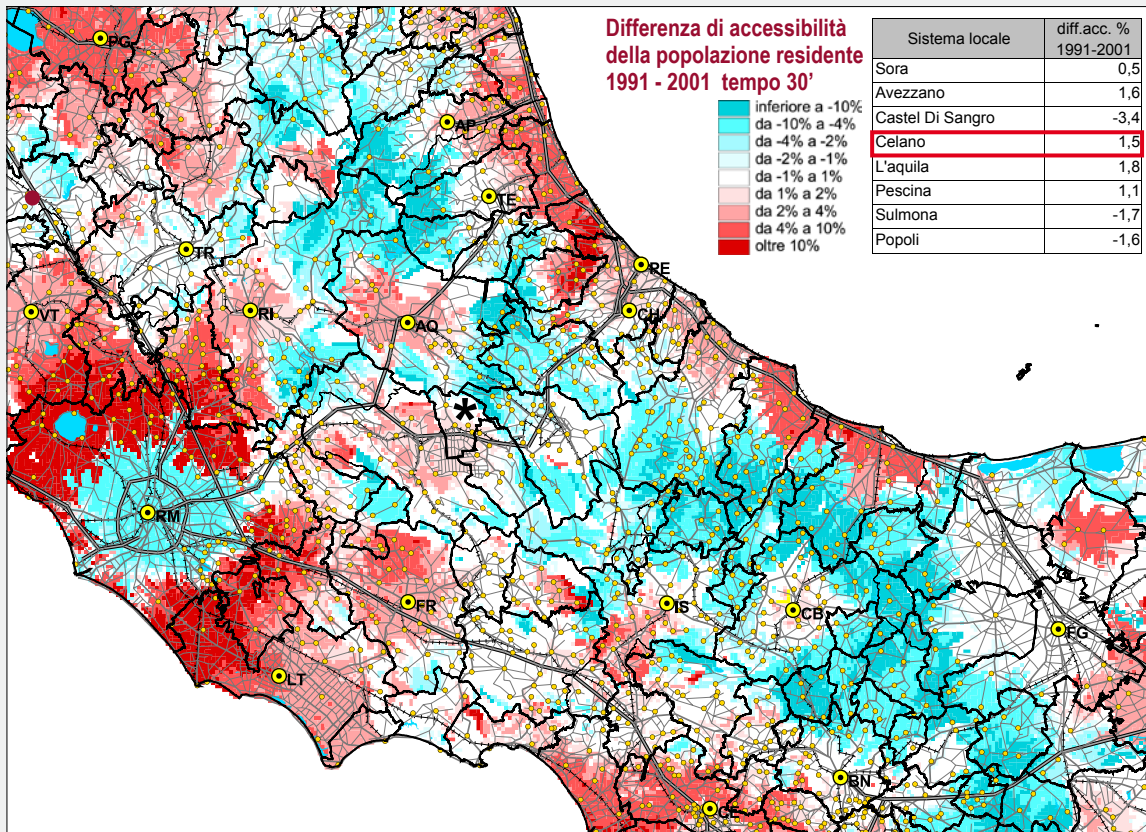 Differenza di accessibilità
della popolazione residente
1991 - 2001 tempo 30'
inferiore a -10%
da -10% a -4%
da -4% a -2%
da -2% a -1%
da -1% a 1%
da 1% a 2%
da 2% a 4%
da 4% a 10%
oltre 10%
Sistema locale diff.acc. % 1991-2001
Sora 0,5
Avezzano 1,6
Castel Di Sangro -3,4
Celano 1,5
L'aquila 1,8
Pescina 1,1
Sulmona -1,7
Popoli -1,6
PG
AP
TE
TR
PE
VT
RI
AQ
CH
*
RM
FR
IS
CB
FG
LT
BN
CE